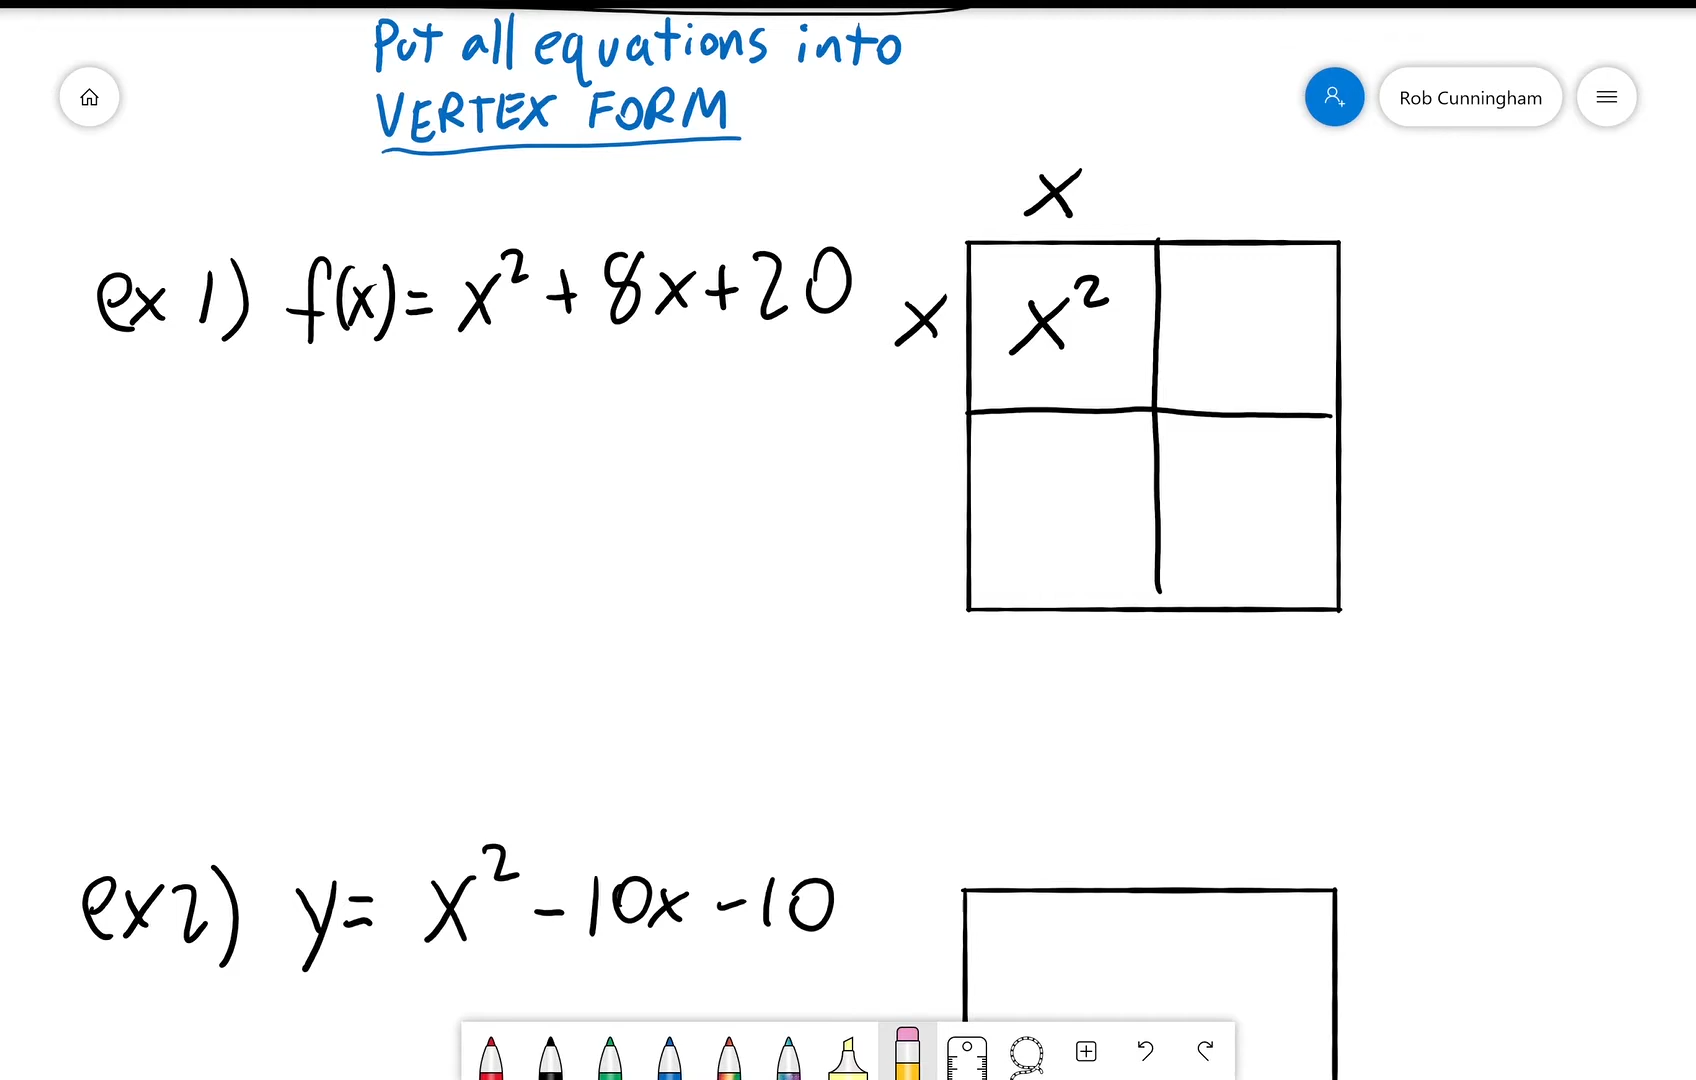 Put all equations into
VERTEX FORM
Rob Cunningham
x
ex 1) f(x) = x² + 8x + 20
x
x²
ex 2) y = x² - 10x - 10